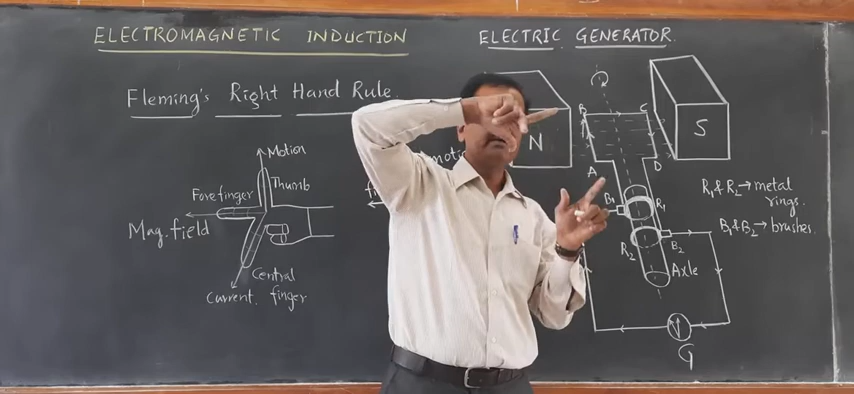 ELECTROMAGNETIC INDUCTION
ELECTRIC GENERATOR
Fleming's Right Hand Rule
Motion
Forefinger
Thumb
Mag. field
Central
finger
Current
N
S
B
C
A
D
B1
R1
R2
B2
Axle
G
R1 & R2 → metal
rings.
B1 & B2 → brushes.